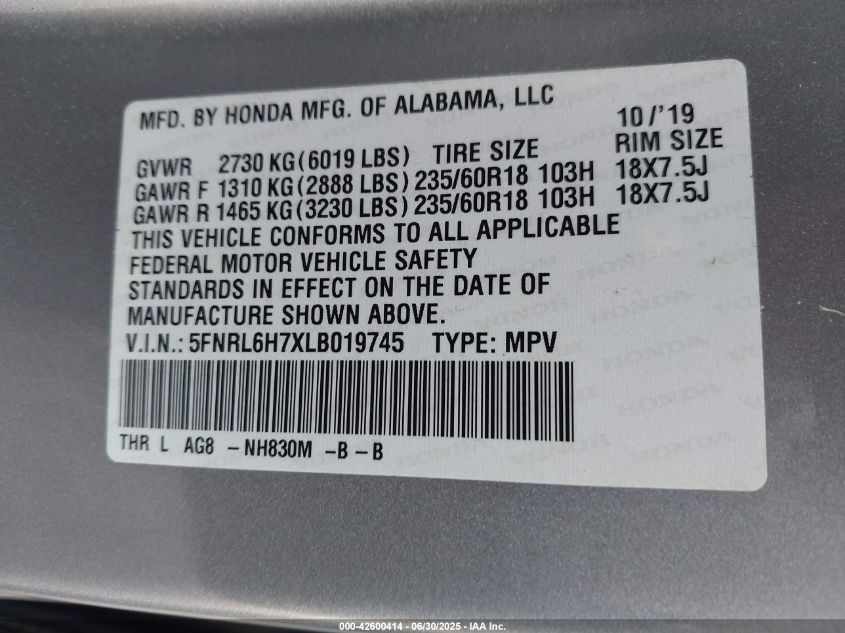 MFD. BY HONDA MFG. OF ALABAMA, LLC 10/'19
GVWR 2730 KG(6019 LBS) TIRE SIZE RIM SIZE
GAWR F 1310 KG(2888 LBS) 235/60R18 103H 18X7.5J
GAWR R 1465 KG(3230 LBS) 235/60R18 103H 18X7.5J
THIS VEHICLE CONFORMS TO ALL APPLICABLE
FEDERAL MOTOR VEHICLE SAFETY
STANDARDS IN EFFECT ON THE DATE OF
MANUFACTURE SHOWN ABOVE.
V.I.N.: 5FNRL6H7XLB019745 TYPE: MPV
THR L AG8 -NH830M -B-B
HONDA
HONDA
HONDA
000-42600414 - 06/30/2025 - IAA Inc.